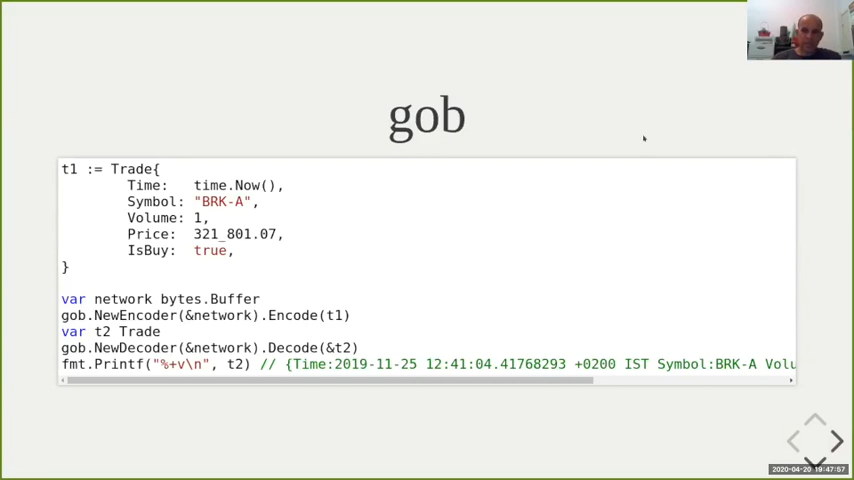 gob
t1 := Trade{
Time: time.Now(),
Symbol: "BRK-A",
Volume: 1,
Price: 321_801.07,
IsBuy: true,
}
var network bytes.Buffer
gob.NewEncoder(&network).Encode(t1)
var t2 Trade
gob.NewDecoder(&network).Decode(&t2)
fmt.Printf("%+v\n", t2) // {Time:2019-11-25 12:41:04.41768293 +0200 IST Symbol:BRK-A Volu
2020-04-20 19:47:57